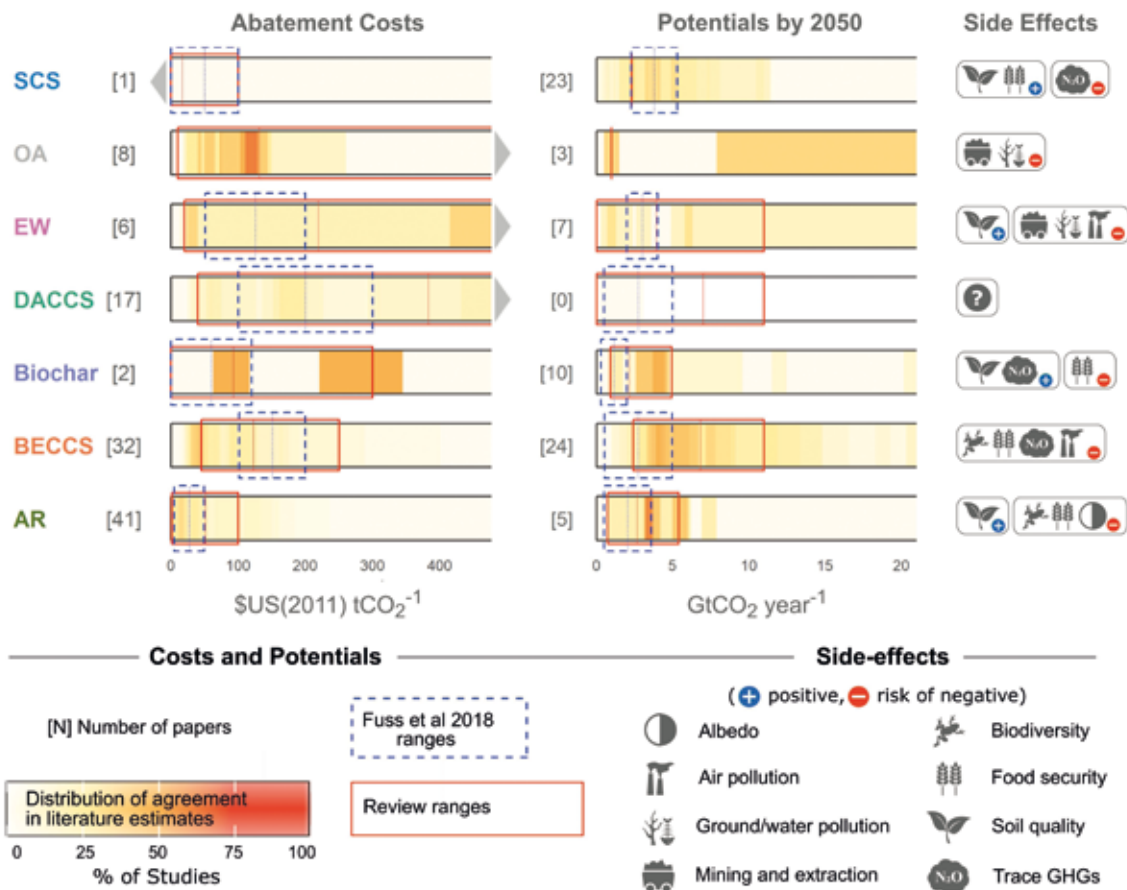 Abatement Costs Potentials by 2050 Side Effects
SCS [1] [23] N₂O
OA [8] [3]
EW [6] [7]
DACCS [17] [0] ?
Biochar [2] [10] N₂O
BECCS [32] [24] N₂O
AR [41] [5]
0 100 200 300 400 0 5 10 15 20
$US(2011) tCO₂⁻¹ GtCO₂ year⁻¹
Costs and Potentials Side-effects
(+ positive, − risk of negative)
[N] Number of papers
Fuss et al 2018
ranges
Distribution of agreement
in literature estimates
0 25 50 75 100
% of Studies
Review ranges
Albedo Biodiversity
Air pollution Food security
Ground/water pollution Soil quality
Mining and extraction N₂O Trace GHGs